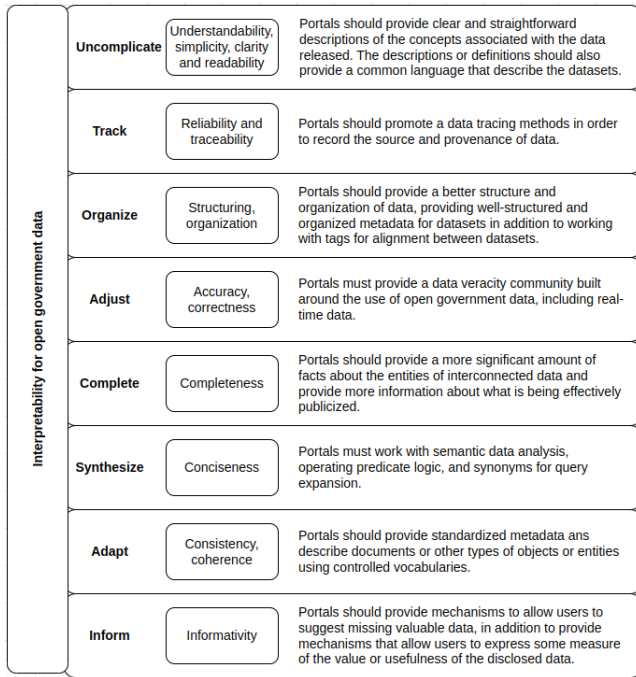 Interpretability for open government data
Uncomplicate
Understandability,
simplicity, clarity
and readability
Portals should provide clear and straightforward
descriptions of the concepts associated with the data
released. The descriptions or definitions should also
provide a common language that describe the datasets.
Track
Reliability and
traceability
Portals should promote a data tracing methods in order
to record the source and provenance of data.
Organize
Structuring,
organization
Portals should provide a better structure and
organization of data, providing well-structured and
organized metadata for datasets in addition to working
with tags for alignment between datasets.
Adjust
Accuracy,
correctness
Portals must provide a data veracity community built
around the use of open government data, including real-
time data.
Complete
Completeness
Portals should provide a more significant amount of
facts about the entities of interconnected data and
provide more information about what is being effectively
publicized.
Synthesize
Conciseness
Portals must work with semantic data analysis,
operating predicate logic, and synonyms for query
expansion.
Adapt
Consistency,
coherence
Portals should provide standardized metadata ans
describe documents or other types of objects or entities
using controlled vocabularies.
Inform
Informativity
Portals should provide mechanisms to allow users to
suggest missing valuable data, in addition to provide
mechanisms that allow users to express some measure
of the value or usefulness of the disclosed data.